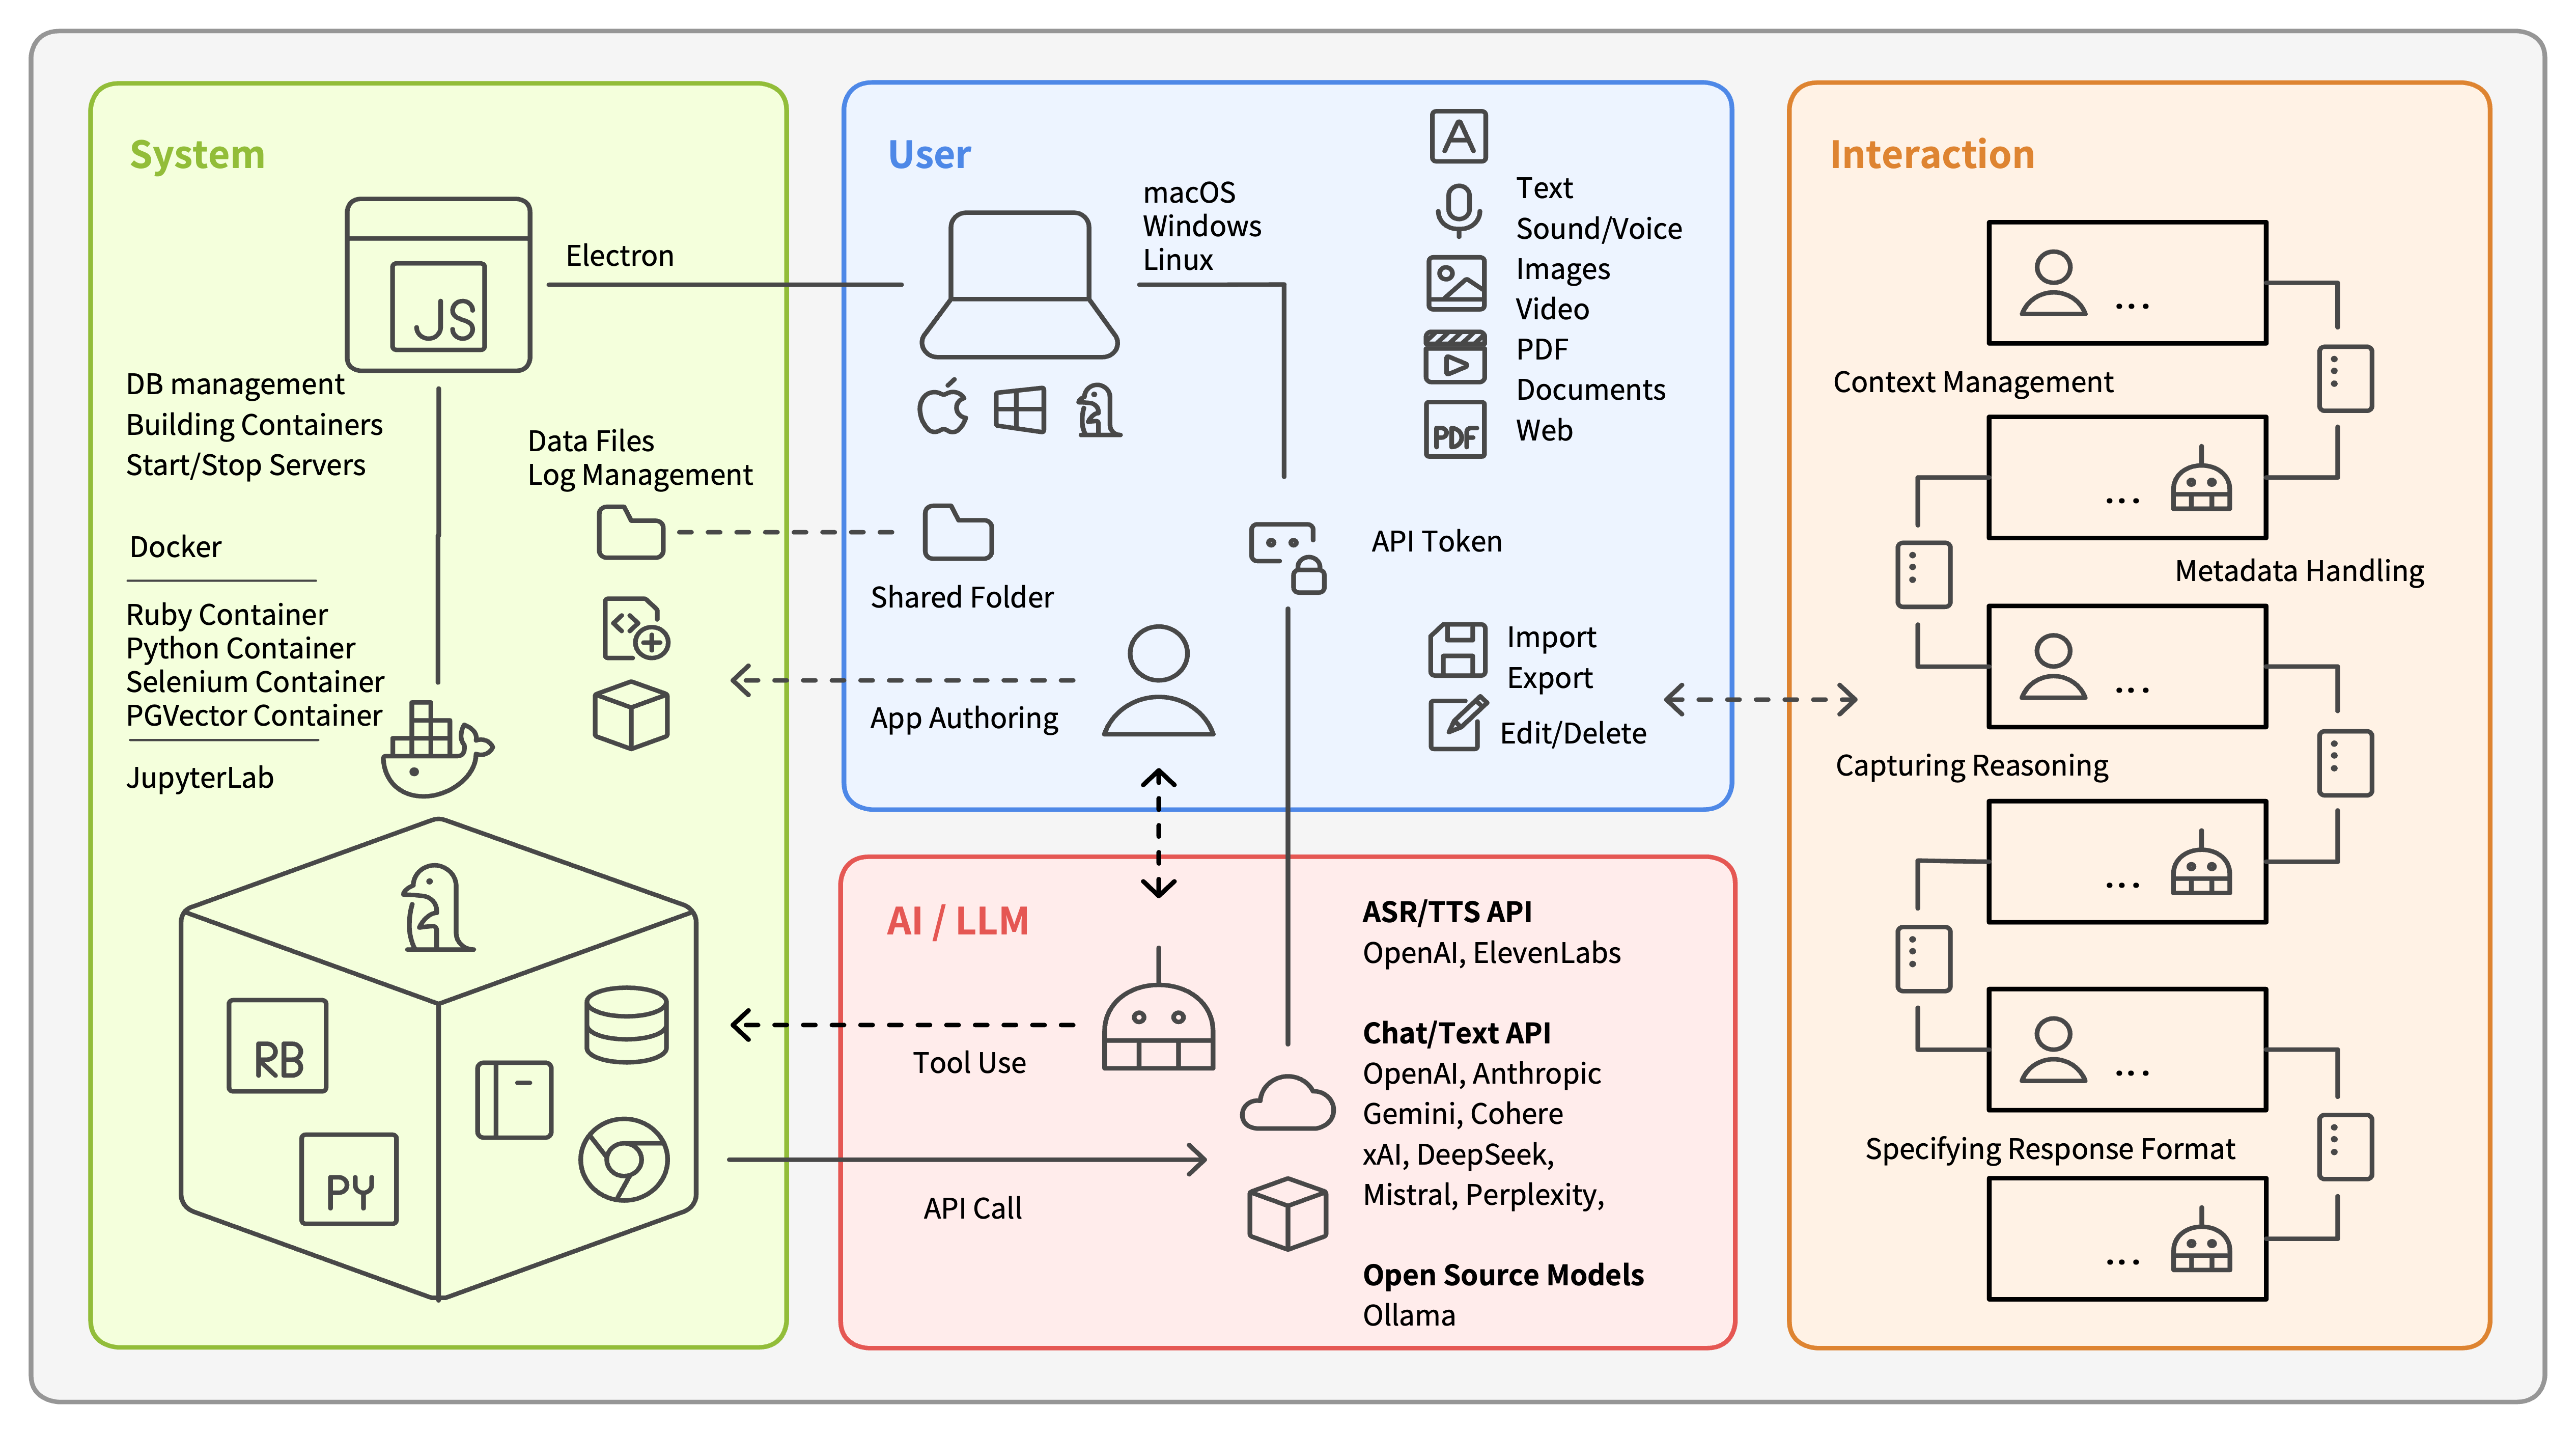 System
JS
Electron
DB management
Building Containers
Start/Stop Servers
Data Files
Log Management
Docker
Ruby Container
Python Container
Selenium Container
PGVector Container
JupyterLab
RB
PY
User
macOS
Windows
Linux
A
Text
Sound/Voice
Images
Video
PDF
Documents
Web
PDF
Shared Folder
API Token
App Authoring
Import
Export
Edit/Delete
AI / LLM
Tool Use
API Call
ASR/TTS API
OpenAI, ElevenLabs
Chat/Text API
OpenAI, Anthropic
Gemini, Cohere
xAI, DeepSeek,
Mistral, Perplexity,
Open Source Models
Ollama
Interaction
...
Context Management
...
Metadata Handling
...
Capturing Reasoning
...
...
Specifying Response Format
...